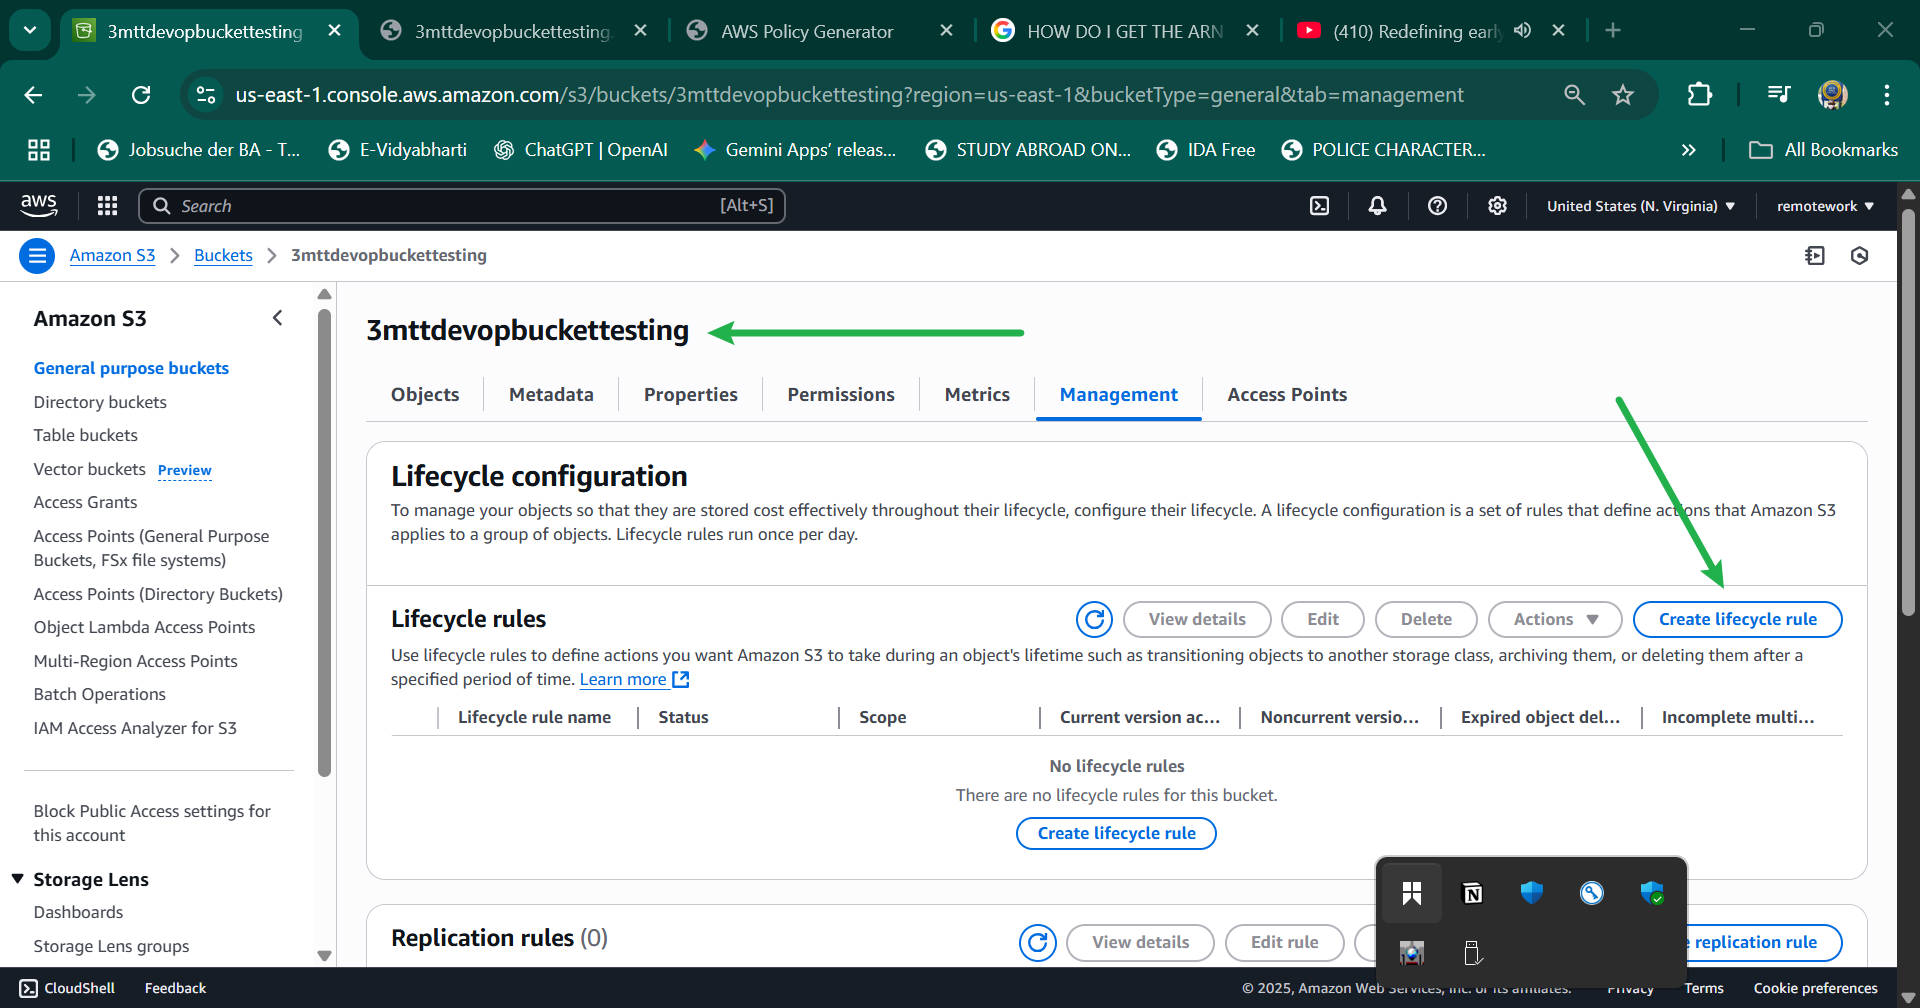 3mttdevopbuckettesting
3mttdevopbuckettesting.
AWS Policy Generator
HOW DO I GET THE ARN
(410) Redefining early
us-east-1.console.aws.amazon.com/s3/buckets/3mttdevopbuckettesting?region=us-east-1&bucketType=general&tab=management
Jobsuche der BA - T...
E-Vidyabharti
ChatGPT | OpenAI
Gemini Apps' releas...
STUDY ABROAD ON...
IDA Free
POLICE CHARACTER...
All Bookmarks
aws
Search
[Alt+S]
United States (N. Virginia)
remotework
Amazon S3
Buckets
3mttdevopbuckettesting
Amazon S3
General purpose buckets
Directory buckets
Table buckets
Vector buckets Preview
Access Grants
Access Points (General Purpose
Buckets, FSx file systems)
Access Points (Directory Buckets)
Object Lambda Access Points
Multi-Region Access Points
Batch Operations
IAM Access Analyzer for S3
Block Public Access settings for
this account
Storage Lens
Dashboards
Storage Lens groups
3mttdevopbuckettesting
Objects
Metadata
Properties
Permissions
Metrics
Management
Access Points
Lifecycle configuration
To manage your objects so that they are stored cost effectively throughout their lifecycle, configure their lifecycle. A lifecycle configuration is a set of rules that define actions that Amazon S3
applies to a group of objects. Lifecycle rules run once per day.
Lifecycle rules
View details
Edit
Delete
Actions
Create lifecycle rule
Use lifecycle rules to define actions you want Amazon S3 to take during an object's lifetime such as transitioning objects to another storage class, archiving them, or deleting them after a
specified period of time. Learn more
Lifecycle rule name
Status
Scope
Current version ac...
Noncurrent versio...
Expired object del...
Incomplete multi...
No lifecycle rules
There are no lifecycle rules for this bucket.
Create lifecycle rule
Replication rules (0)
View details
Edit rule
replication rule
CloudShell
Feedback
© 2025, Amazon Web Services, Inc. or its affiliates.
Privacy
Terms
Cookie preferences